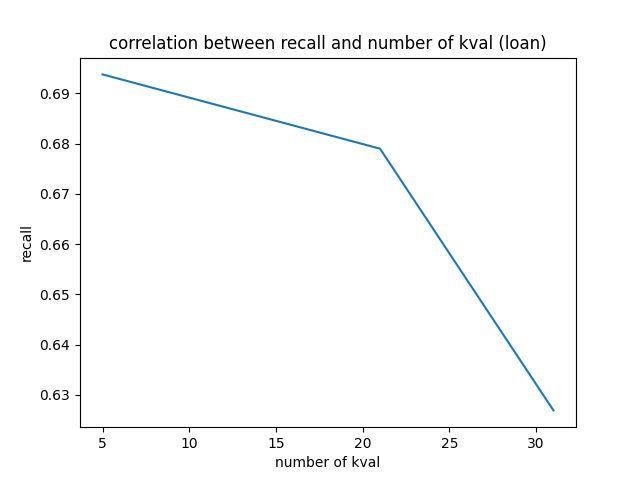 correlation between recall and number of kval (loan)
0.69
0.68
0.67
0.66
0.65
0.64
0.63
recall
5 10 15 20 25 30
number of kval